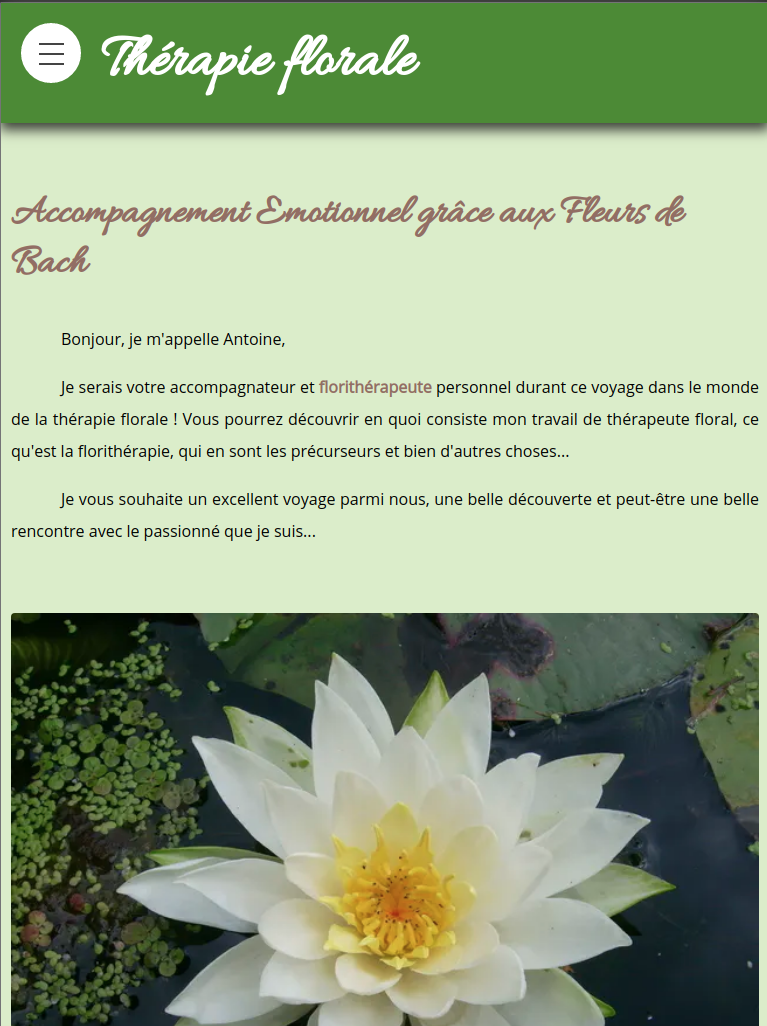 Thérapie florale
Accompagnement Emotionnel grâce aux Fleurs de
Bach
Bonjour, je m'appelle Antoine,
Je serais votre accompagnateur et florithérapeute personnel durant ce voyage dans le monde
de la thérapie florale ! Vous pourrez découvrir en quoi consiste mon travail de thérapeute floral, ce
qu'est la florithérapie, qui en sont les précurseurs et bien d'autres choses...
Je vous souhaite un excellent voyage parmi nous, une belle découverte et peut-être une belle
rencontre avec le passionné que je suis...